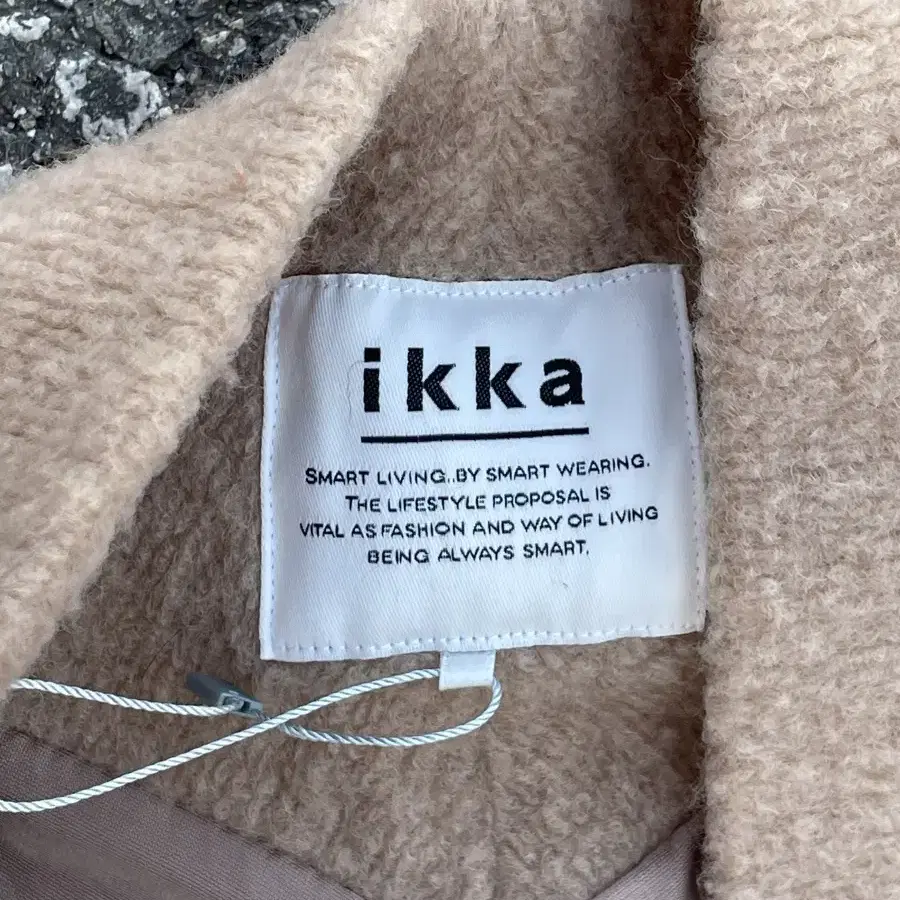 ikka
SMART LIVING..BY SMART WEARING.
THE LIFESTYLE PROPOSAL IS
VITAL AS FASHION AND WAY OF LIVING
BEING ALWAYS SMART.